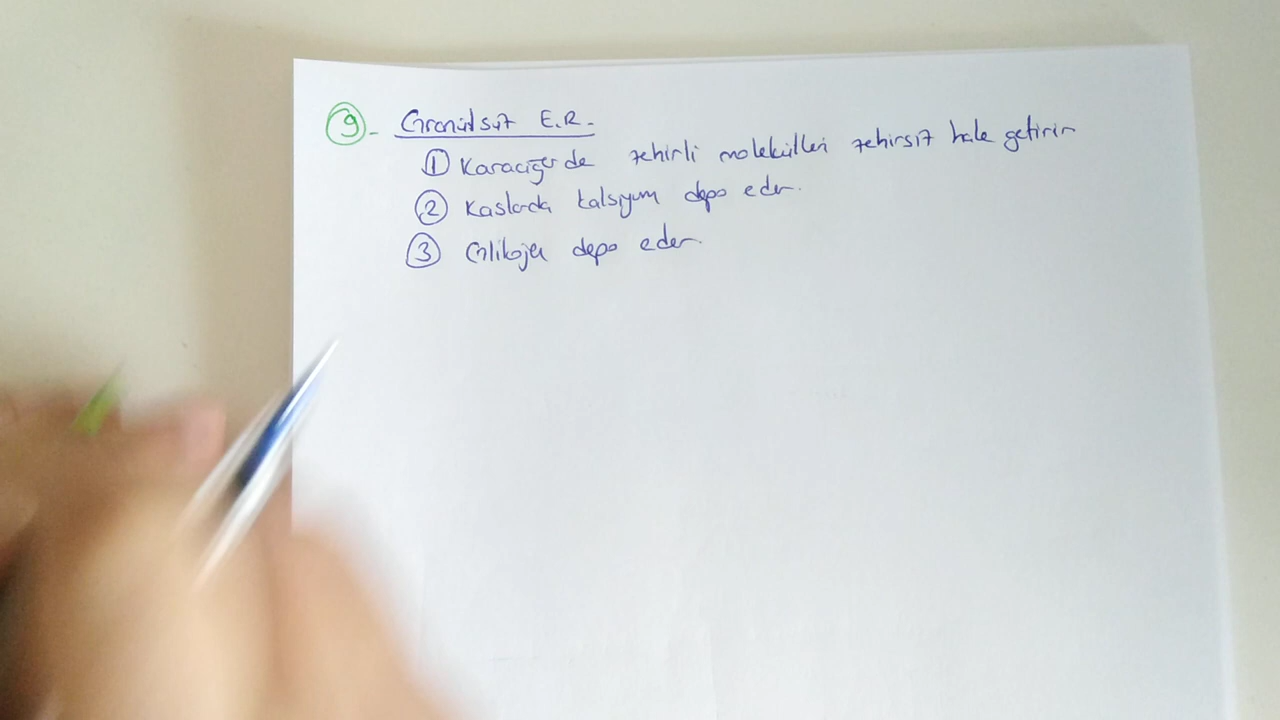 9- Granülsüz E.R.
1 Karaciğerde zehirli molekülleri zehirsiz hale getirir
2 Kaslarda kalsiyum depo eder.
3 Glikojen depo eder.